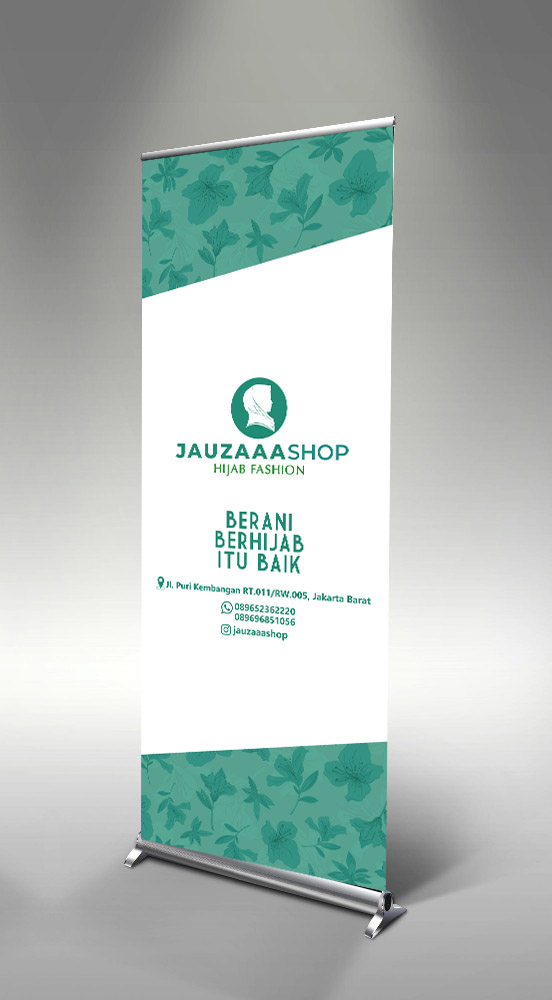 JAUZAAASHOP
HIJAB FASHION
BERANI
BERHIJAB
ITU BAIK
Jl. Puri Kembangan RT.011/RW.005, Jakarta Barat
089652362220
089696851056
jauzaaashop